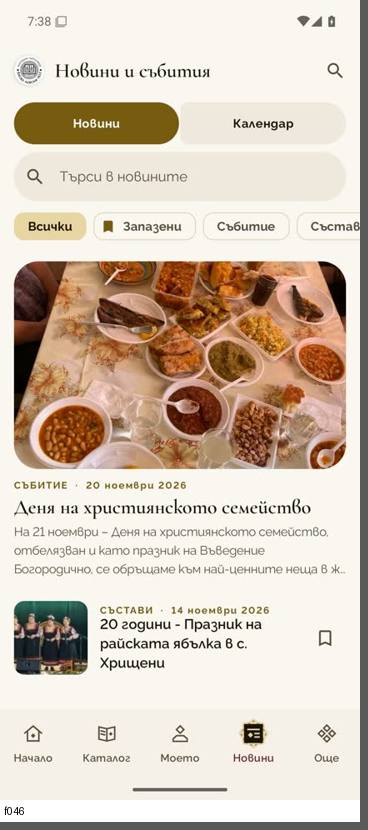 7:38
Новини и събития
Новини
Календар
Търси в новините
Всички
Запазени
Събитие
Състав
СЪБИТИЕ · 20 ноември 2026
Деня на християнското семейство
На 21 ноември – Деня на християнското семейство,
отбелязван и като празник на Въведение
Богородично, се обръщаме към най-ценните неща в ж...
СЪСТАВИ · 14 ноември 2026
20 години - Празник на
райската ябълка в с.
Хрищени
Начало
Каталог
Моето
Новини
Още
f046